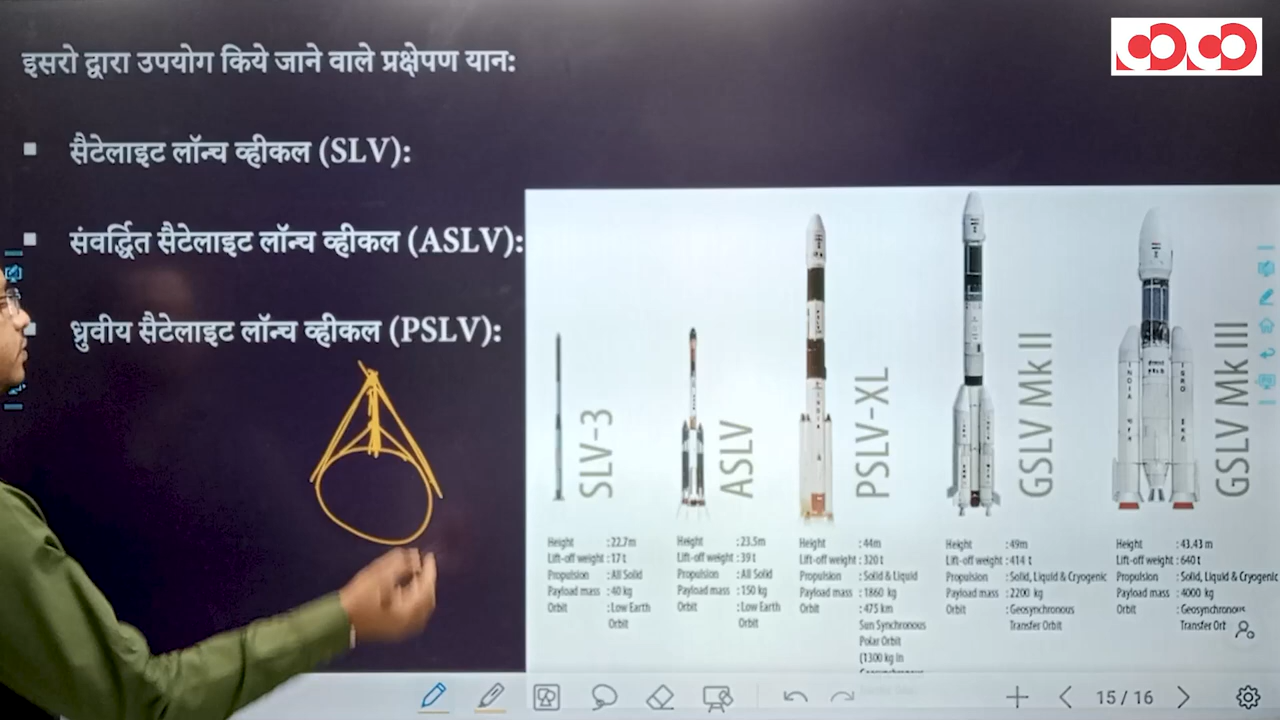 इसरो द्वारा उपयोग किये जाने वाले प्रक्षेपण यान:
▪ सैटेलाइट लॉन्च व्हीकल (SLV):
▪ संवर्द्धित सैटेलाइट लॉन्च व्हीकल (ASLV):
▪ ध्रुवीय सैटेलाइट लॉन्च व्हीकल (PSLV):
SLV-3
Height : 22.7m
Lift-off weight : 17 t
Propulsion : All Solid
Payload mass : 40 kg
Orbit : Low Earth
Orbit
ASLV
Height : 23.5m
Lift-off weight : 39 t
Propulsion : All Solid
Payload mass : 150 kg
Orbit : Low Earth
Orbit
PSLV-XL
Height : 44m
Lift-off weight : 320 t
Propulsion : Solid & Liquid
Payload mass : 1860 kg
Orbit : 475 km
Sun Synchronous
Polar Orbit
(1300 kg in
GSLV Mk II
Height : 49m
Lift-off weight : 414 t
Propulsion : Solid, Liquid & Cryogenic
Payload mass : 2200 kg
Orbit : Geosynchronous
Transfer Orbit
GSLV Mk III
INDIA
ISRO
Height : 43.43 m
Lift-off weight : 640 t
Propulsion : Solid, Liquid & Cryogenic
Payload mass : 4000 kg
Orbit : Geosynchronous
Transfer Orb
15 / 16